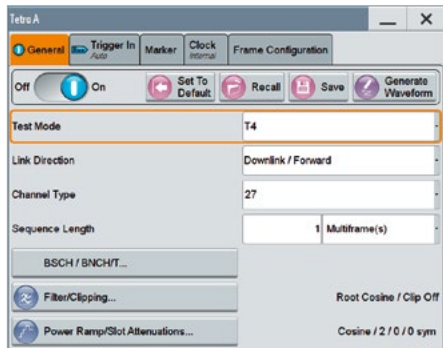 Tetra A
General
Trigger In
Auto
Marker
Clock
Internal
Frame Configuration
Off
On
Set To
Default
Recall
Save
Generate
Waveform
Test Mode
T4
Link Direction
Downlink / Forward
Channel Type
27
Sequence Length
1 Multiframe(s)
BSCH / BNCH/T...
Filter/Clipping...
Root Cosine / Clip Off
Power Ramp/Slot Attenuations...
Cosine / 2 / 0 / 0 sym